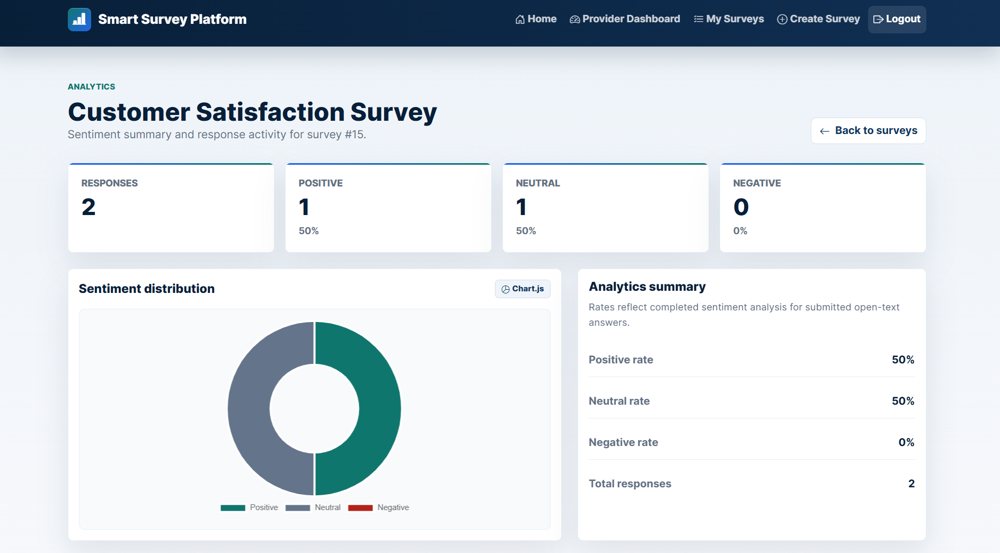 Smart Survey Platform
Home
Provider Dashboard
My Surveys
Create Survey
Logout
ANALYTICS
Customer Satisfaction Survey
Sentiment summary and response activity for survey #15.
← Back to surveys
RESPONSES
2
POSITIVE
1
50%
NEUTRAL
1
50%
NEGATIVE
0
0%
Sentiment distribution
Chart.js
Positive
Neutral
Negative
Analytics summary
Rates reflect completed sentiment analysis for submitted open-text
answers.
Positive rate 50%
Neutral rate 50%
Negative rate 0%
Total responses 2